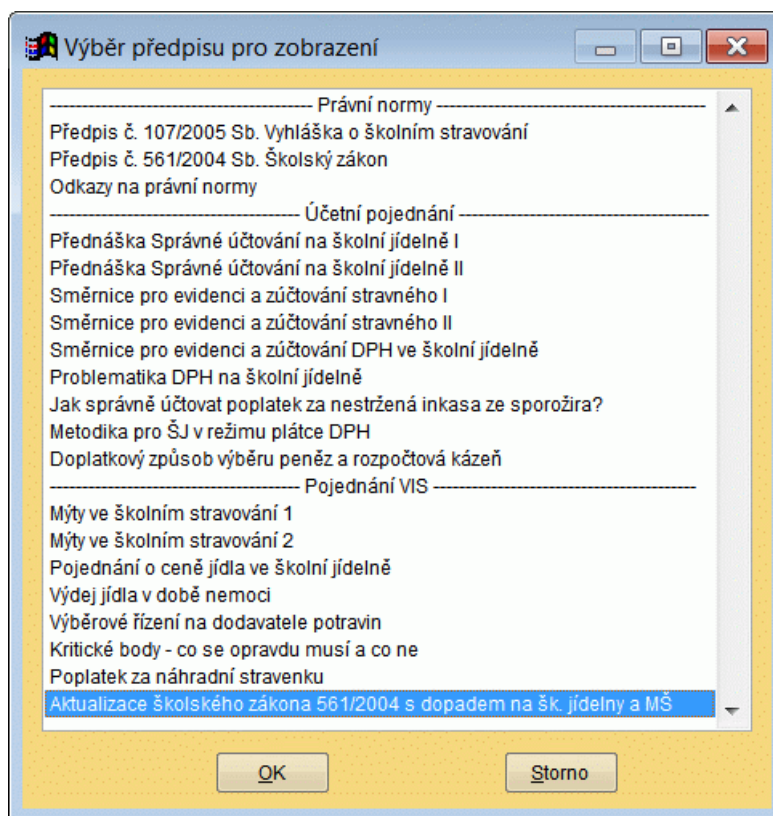 Výběr předpisu pro zobrazení
---------------------------------------- Právní normy ----------------------------------------
Předpis č. 107/2005 Sb. Vyhláška o školním stravování
Předpis č. 561/2004 Sb. Školský zákon
Odkazy na právní normy
-------------------------------------- Účetní pojednání --------------------------------------
Přednáška Správné účtování na školní jídelně I
Přednáška Správné účtování na školní jídelně II
Směrnice pro evidenci a zúčtování stravného I
Směrnice pro evidenci a zúčtování stravného II
Směrnice pro evidenci a zúčtování DPH ve školní jídelně
Problematika DPH na školní jídelně
Jak správně účtovat poplatek za nestržená inkasa ze sporožira?
Metodika pro ŠJ v režimu plátce DPH
Doplatkový způsob výběru peněz a rozpočtová kázeň
-------------------------------------- Pojednání VIS ----------------------------------------
Mýty ve školním stravování 1
Mýty ve školním stravování 2
Pojednání o ceně jídla ve školní jídelně
Výdej jídla v době nemoci
Výběrové řízení na dodavatele potravin
Kritické body - co se opravdu musí a co ne
Poplatek za náhradní stravenku
Aktualizace školského zákona 561/2004 s dopadem na šk. jídelny a MŠ
OK Storno